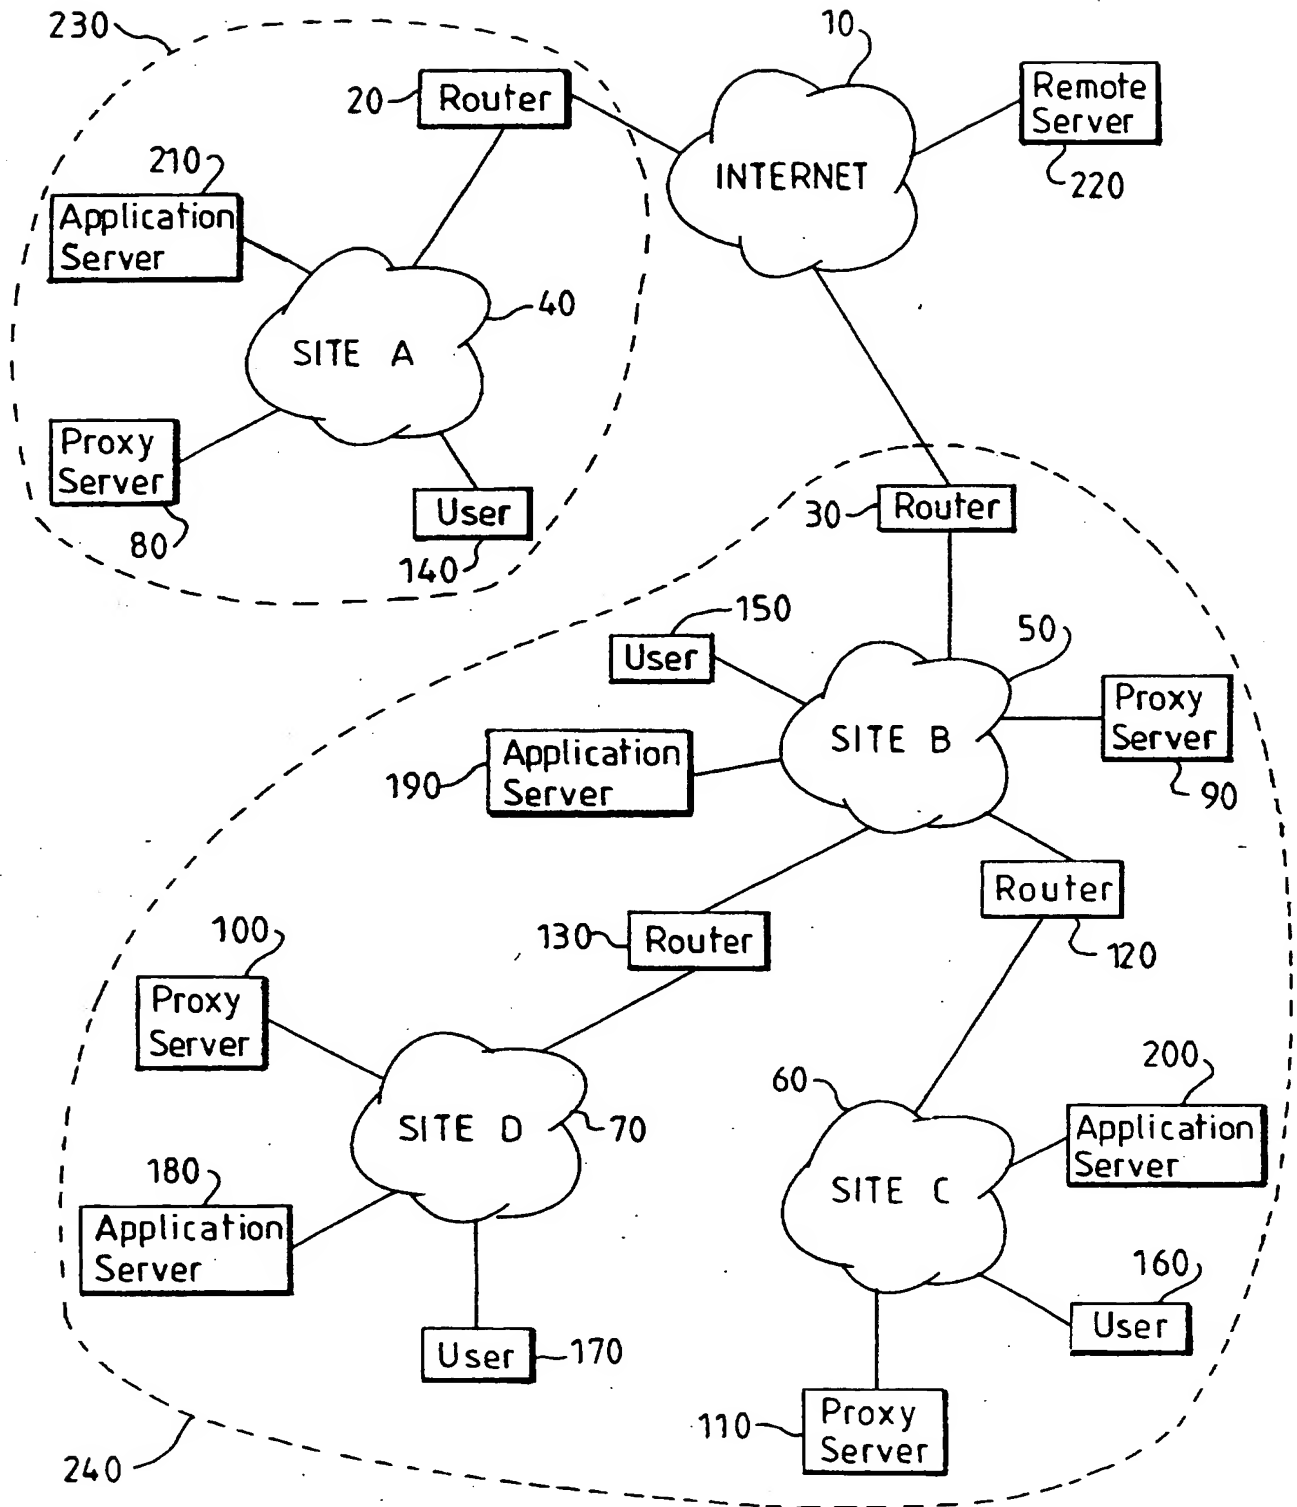 230
10
20
Router
Remote
Server
220
INTERNET
210
Application
Server
40
SITE A
Proxy
Server
80
User
140
30
Router
150
User
50
SITE B
Proxy
Server
90
190
Application
Server
Router
120
130
Router
100
Proxy
Server
SITE D
70
180
Application
Server
User
170
60
SITE C
200
Application
Server
160
User
110
Proxy
Server
240